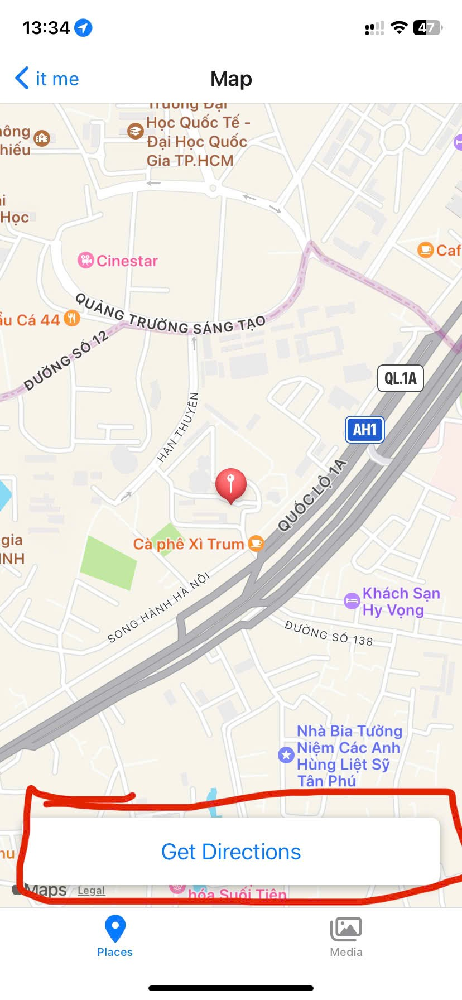 13:34
47
it me
Map
Trường Đại
Học Quốc Tế -
Đại Học Quốc
Gia TP.HCM
hiếu
Học
Cinestar
Caf
QUẢNG TRƯỜNG SÁNG TẠO
Cá 44
ĐƯỜNG SỐ 12
QL.1A
HÀN THUYÊN
AH1
QUỐC LỘ 1A
gia
INH
Cà phê Xì Trum
SONG HÀNH HÀ NỘI
Khách Sạn
Hy Vọng
ĐƯỜNG SỐ 138
Nhà Bia Tưởng
Niệm Các Anh
Hùng Liệt Sỹ
Tân Phú
Get Directions
Maps
Legal
hóa Suối Tiên
Places
Media